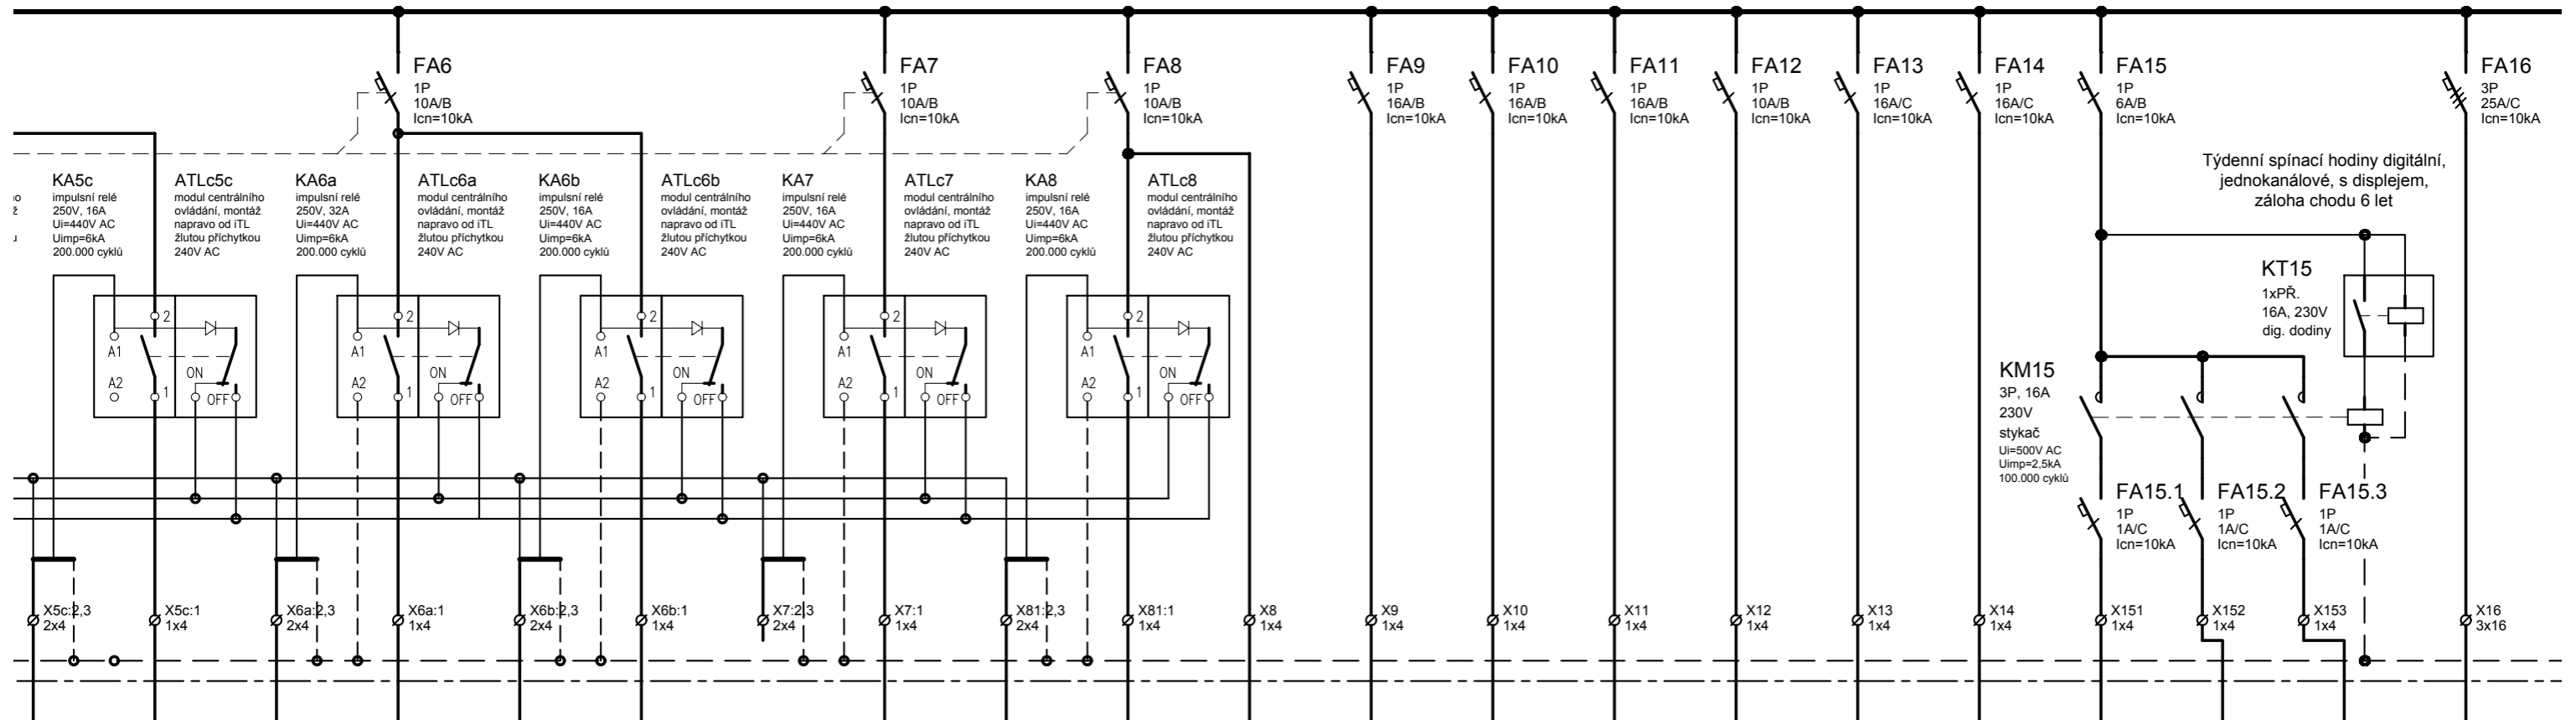 FA6
1P
10A/B
Icn=10kA
FA7
1P
10A/B
Icn=10kA
FA8
1P
10A/B
Icn=10kA
FA9
1P
16A/B
Icn=10kA
FA10
1P
16A/B
Icn=10kA
FA11
1P
16A/B
Icn=10kA
FA12
1P
10A/B
Icn=10kA
FA13
1P
16A/C
Icn=10kA
FA14
1P
16A/C
Icn=10kA
FA15
1P
6A/B
Icn=10kA
FA16
3P
25A/C
Icn=10kA
Týdenní spínací hodiny digitální,
jednokanálové, s displejem,
záloha chodu 6 let
KA5c
impulsní relé
250V, 16A
Ui=440V AC
Uimp=6kA
200.000 cyklů
ATLc5c
modul centrálního
ovládání, montáž
napravo od iTL
žlutou příchytkou
240V AC
KA6a
impulsní relé
250V, 32A
Ui=440V AC
Uimp=6kA
200.000 cyklů
ATLc6a
modul centrálního
ovládání, montáž
napravo od iTL
žlutou příchytkou
240V AC
KA6b
impulsní relé
250V, 16A
Ui=440V AC
Uimp=6kA
200.000 cyklů
ATLc6b
modul centrálního
ovládání, montáž
napravo od iTL
žlutou příchytkou
240V AC
KA7
impulsní relé
250V, 16A
Ui=440V AC
Uimp=6kA
200.000 cyklů
ATLc7
modul centrálního
ovládání, montáž
napravo od iTL
žlutou příchytkou
240V AC
KA8
impulsní relé
250V, 16A
Ui=440V AC
Uimp=6kA
200.000 cyklů
ATLc8
modul centrálního
ovládání, montáž
napravo od iTL
žlutou příchytkou
240V AC
2
A1
A2
1
ON
OFF
2
A1
A2
1
ON
OFF
2
A1
A2
1
ON
OFF
2
A1
A2
1
ON
OFF
2
A1
A2
1
ON
OFF
KT15
1xPŘ.
16A, 230V
dig. dodiny
KM15
3P, 16A
230V
stykač
Ui=500V AC
Uimp=2,5kA
100.000 cyklů
FA15.1
1P
1A/C
Icn=10kA
FA15.2
1P
1A/C
Icn=10kA
FA15.3
1P
1A/C
Icn=10kA
X5c:2,3
2x4
X5c:1
1x4
X6a:2,3
2x4
X6a:1
1x4
X6b:2,3
2x4
X6b:1
1x4
X7:2,3
2x4
X7:1
1x4
X81:2,3
2x4
X81:1
1x4
X8
1x4
X9
1x4
X10
1x4
X11
1x4
X12
1x4
X13
1x4
X14
1x4
X151
1x4
X152
1x4
X153
1x4
X16
3x16